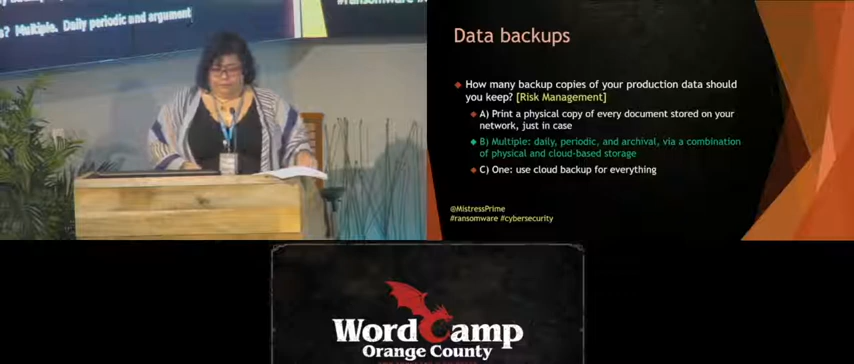 ? Multiple. Daily periodic and argument
#ransomware
Data backups
How many backup copies of your production data should
you keep? [Risk Management]
A) Print a physical copy of every document stored on your
network, just in case
B) Multiple: daily, periodic, and archival, via a combination
of physical and cloud-based storage
C) One: use cloud backup for everything
@MistressPrime
#ransomware #cybersecurity
WordCamp
Orange County